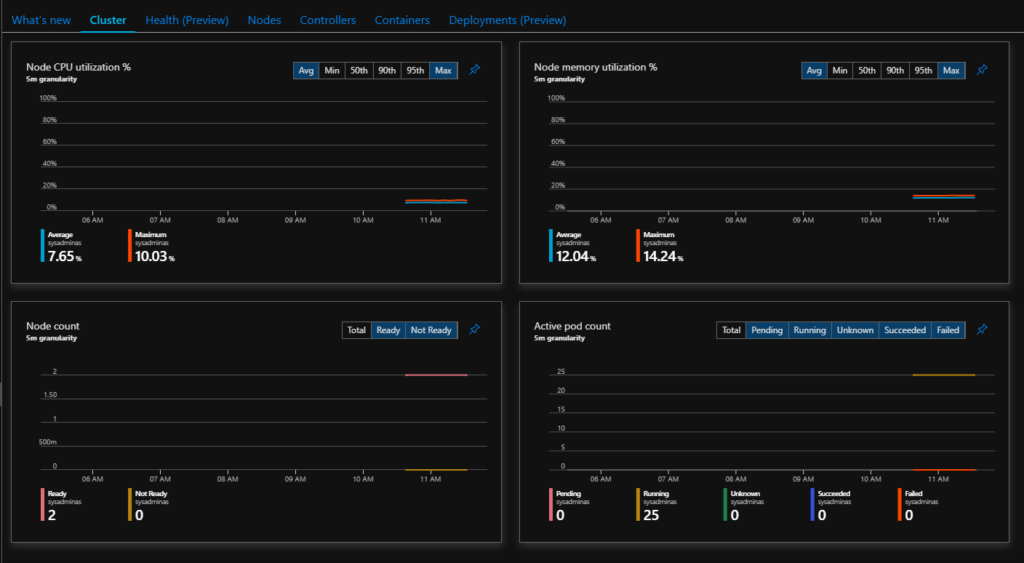 What's new Cluster Health (Preview) Nodes Controllers Containers Deployments (Preview)
Node CPU utilization %
5m granularity
Avg Min 50th 90th 95th Max
100%
80%
60%
40%
20%
0%
06 AM 07 AM 08 AM 09 AM 10 AM 11 AM
Average Maximum
sysadminas sysadminas
7.65 % 10.03 %
Node memory utilization %
5m granularity
Avg Min 50th 90th 95th Max
100%
80%
60%
40%
20%
0%
06 AM 07 AM 08 AM 09 AM 10 AM 11 AM
Average Maximum
sysadminas sysadminas
12.04 % 14.24 %
Node count
5m granularity
Total Ready Not Ready
2
1.50
1
500m
0
06 AM 07 AM 08 AM 09 AM 10 AM 11 AM
Ready Not Ready
sysadminas sysadminas
2 0
Active pod count
5m granularity
Total Pending Running Unknown Succeeded Failed
25
20
15
10
5
0
06 AM 07 AM 08 AM 09 AM 10 AM 11 AM
Pending Running Unknown Succeeded Failed
sysadminas sysadminas sysadminas sysadminas sysadminas
0 25 0 0 0